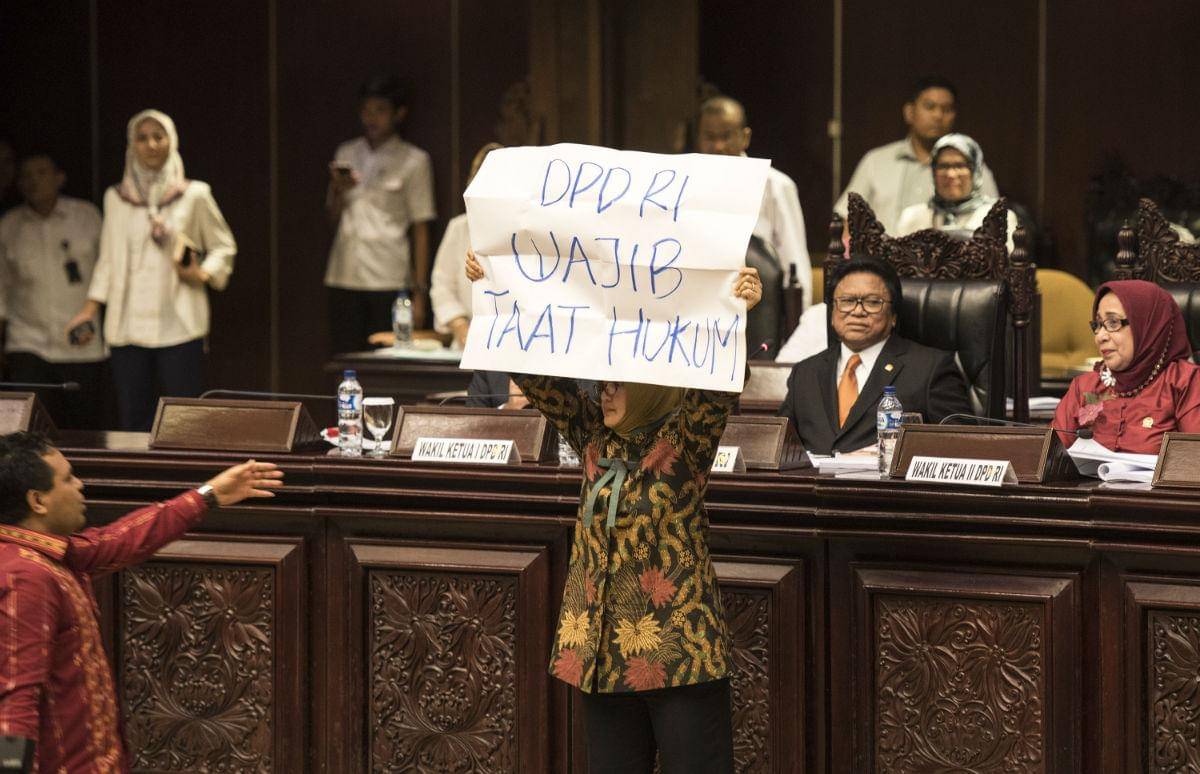 DPD RI
WAJIB
TAAT HUKUM
WAKIL KETUA I DPD RI
WAKIL KETUA II DPD RI